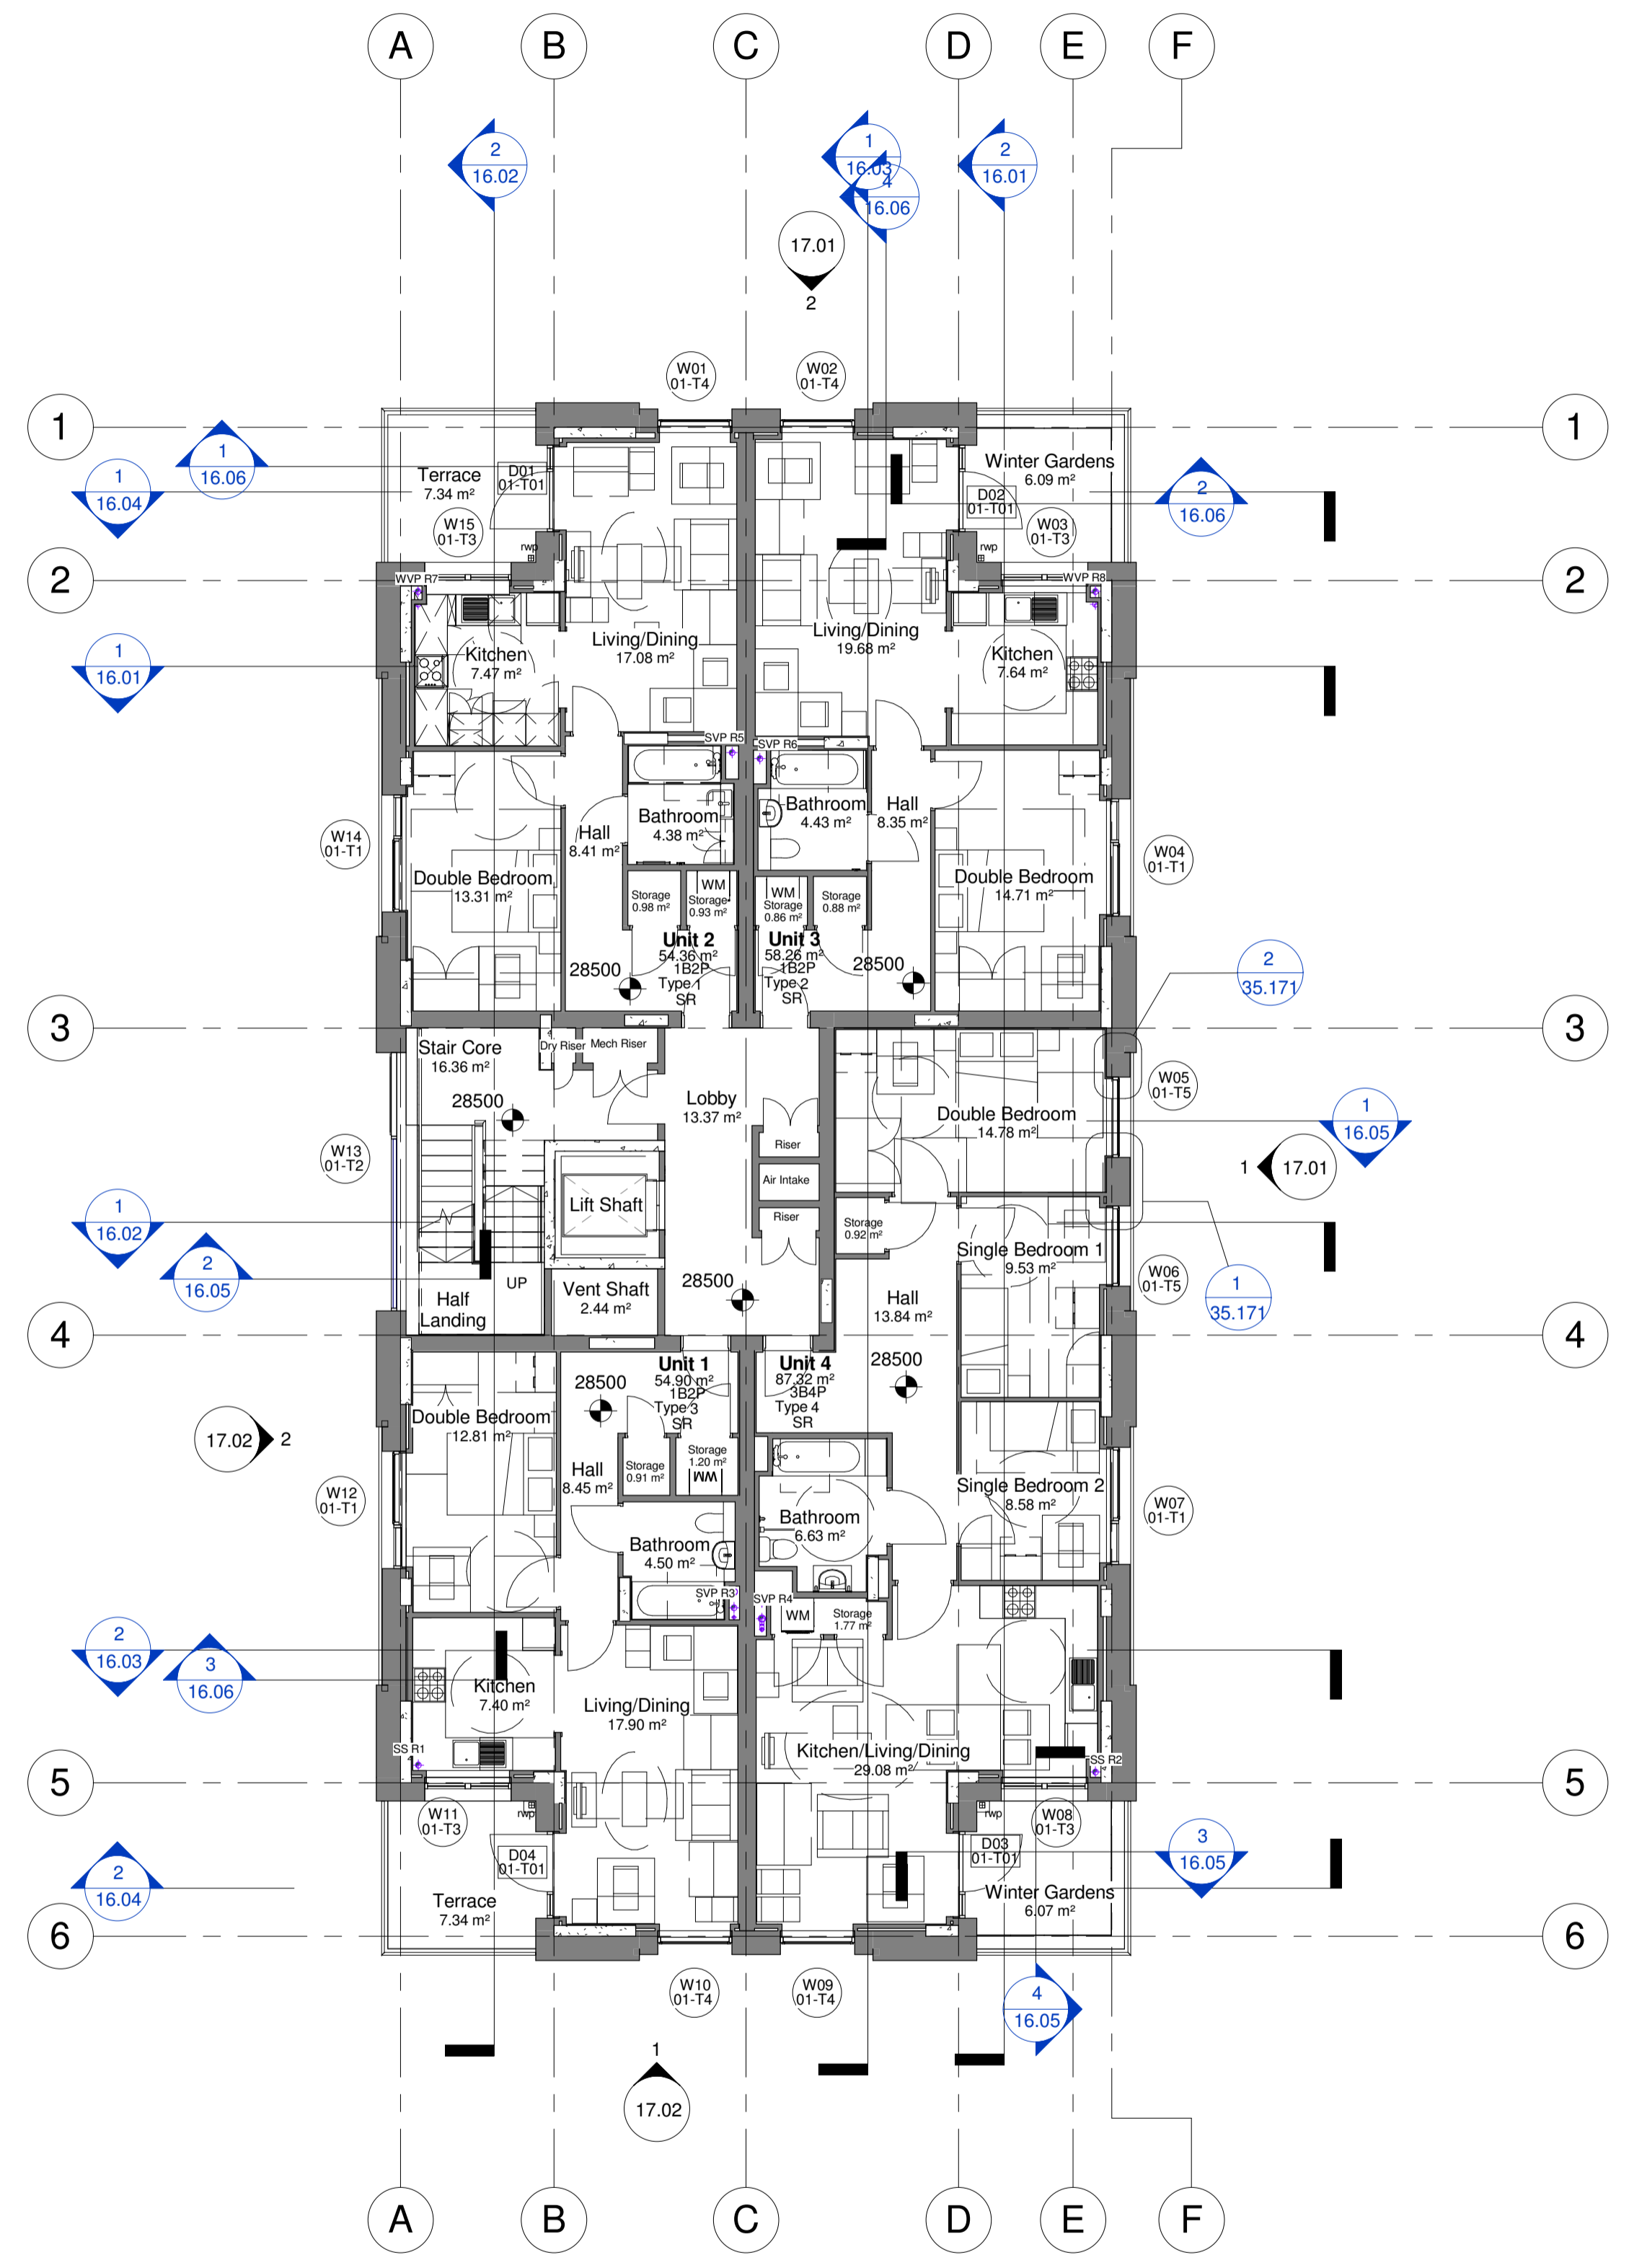 A
B
C
D
E
F
2
16.02
1
16.03
4
16.06
2
16.01
17.01
2
W01
01-T4
W02
01-T4
1
1
1
16.06
1
16.04
Terrace
7.34 m²
D01
01-T01
W15
01-T3
rwp
Winter Gardens
6.09 m²
D02
01-T01
W03
01-T3
rwp
2
16.06
2
2
WVP R7
WVP R8
Living/Dining
17.08 m²
Living/Dining
19.68 m²
Kitchen
7.47 m²
Kitchen
7.64 m²
1
16.01
SVP R5
SVP R6
Bathroom
4.38 m²
Bathroom
4.43 m²
Hall
8.41 m²
Hall
8.35 m²
W14
01-T1
W04
01-T1
Double Bedroom
13.31 m²
Double Bedroom
14.71 m²
Storage
0.98 m²
WM
Storage
0.93 m²
WM
Storage
0.86 m²
Storage
0.88 m²
Unit 2
54.36 m²
1B2P
Type 1
SR
Unit 3
58.26 m²
1B2P
Type 2
SR
28500
28500
2
35.171
3
3
Stair Core
16.36 m²
Dry Riser
Mech Riser
28500
Lobby
13.37 m²
Riser
Air Intake
Riser
Double Bedroom
14.78 m²
W05
01-T5
1
16.05
1
17.01
W13
01-T2
Lift Shaft
1
16.02
2
16.05
Storage
0.92 m²
Single Bedroom 1
9.53 m²
W06
01-T5
1
35.171
UP
Half
Landing
Vent Shaft
2.44 m²
28500
Hall
13.84 m²
4
4
Unit 1
54.90 m²
1B2P
Type 3
SR
Unit 4
87.32 m²
3B4P
Type 4
SR
28500
28500
17.02
2
Double Bedroom
12.81 m²
Hall
8.45 m²
Storage
0.91 m²
Storage
1.20 m²
WM
W12
01-T1
Single Bedroom 2
8.58 m²
W07
01-T1
Bathroom
4.50 m²
Bathroom
6.63 m²
SVP R3
SVP R4
WM
Storage
1.77 m²
2
16.03
3
16.06
Kitchen
7.40 m²
Living/Dining
17.90 m²
Kitchen/Living/Dining
29.08 m²
SS R1
SS R2
5
5
W11
01-T3
rwp
rwp
W08
01-T3
D04
01-T01
D03
01-T01
3
16.05
2
16.04
Terrace
7.34 m²
Winter Gardens
6.07 m²
6
6
W10
01-T4
W09
01-T4
4
16.05
1
17.02
A
B
C
D
E
F